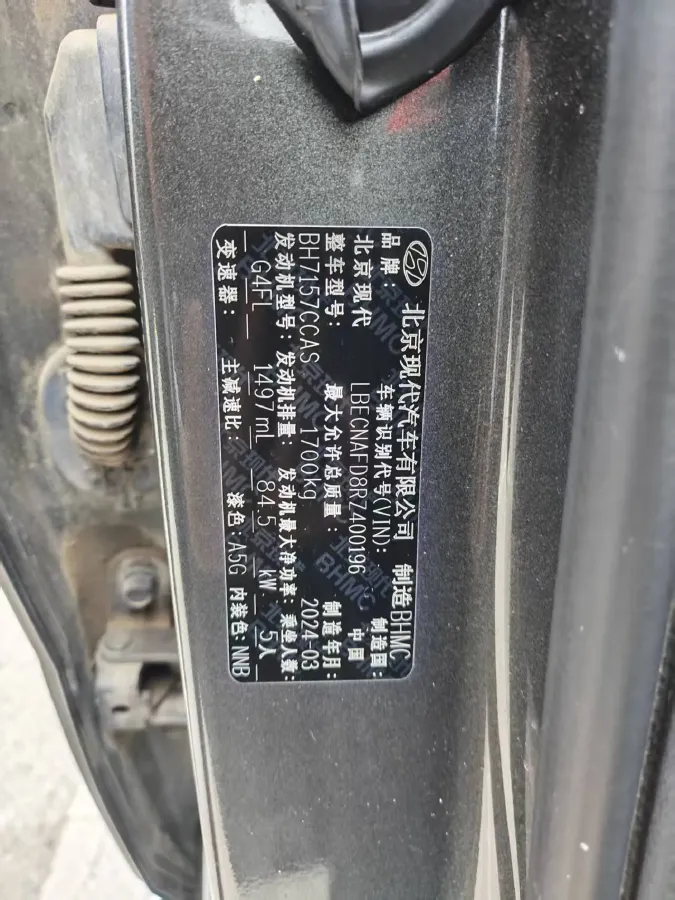 北京现代汽车有限公司 制造BHMC
品牌: 车辆识别代号(VIN): 制造国:
北京现代 LBECNAFD8RZ400196 中国
整车型号: 最大允许总质量: 制造年月:
BH7157CCAS 1700kg 2024-03
发动机型号: 发动机排量: 发动机最大净功率: 乘坐人数:
G4FL 1497mL 84.5 kW 5人
变速器: 主减速比: 漆色: A5G 内装色: NNB